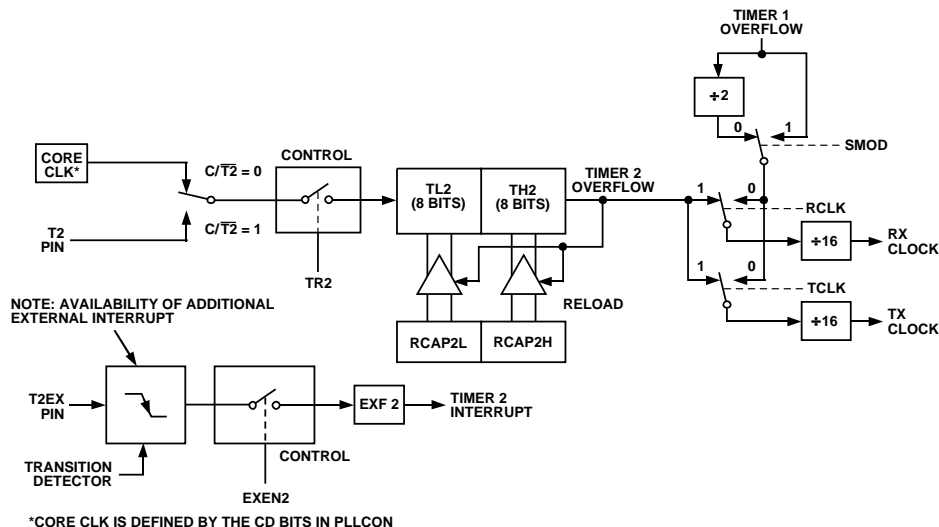 TIMER 1
OVERFLOW
÷2
0
1
SMOD
CORE
CLK*
C/T2 = 0
CONTROL
TL2
(8 BITS)
TH2
(8 BITS)
TIMER 2
OVERFLOW
1
0
RCLK
T2
PIN
C/T2 = 1
÷16
RX
CLOCK
TR2
1
0
TCLK
RELOAD
÷16
TX
CLOCK
NOTE: AVAILABILITY OF ADDITIONAL
EXTERNAL INTERRUPT
RCAP2L
RCAP2H
T2EX
PIN
EXF 2
TIMER 2
INTERRUPT
CONTROL
TRANSITION
DETECTOR
EXEN2
*CORE CLK IS DEFINED BY THE CD BITS IN PLLCON